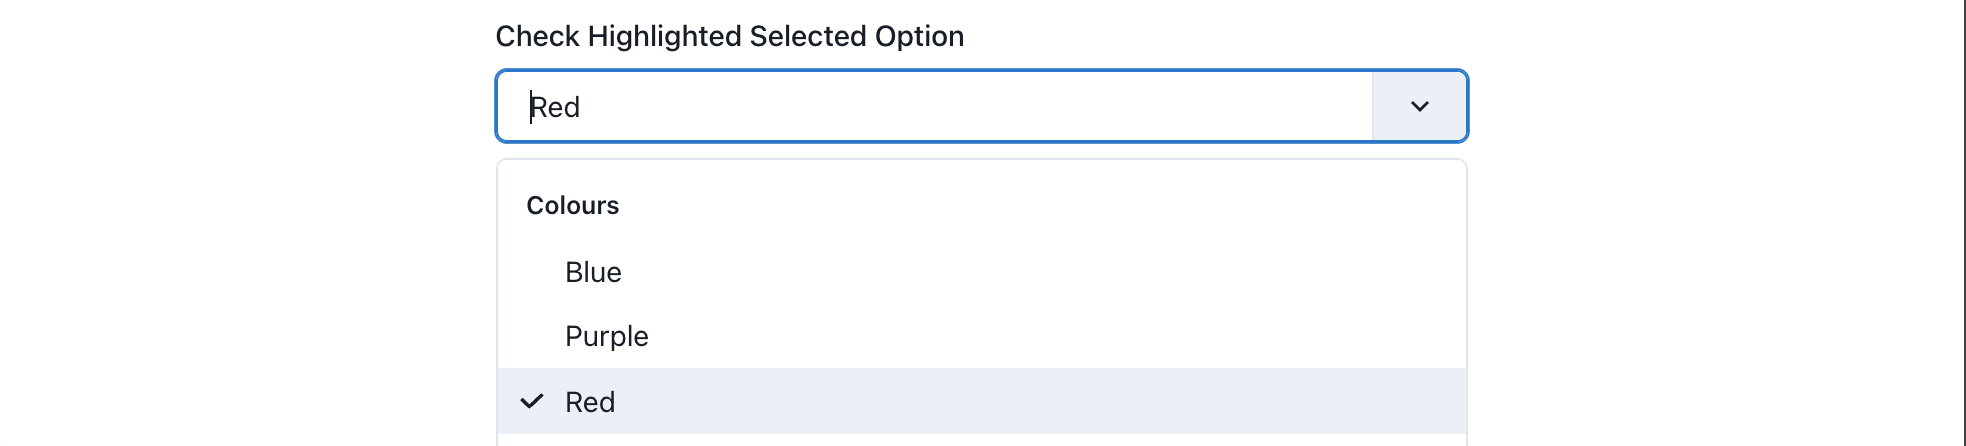 Check Highlighted Selected Option
Red
Colours
Blue
Purple
Red